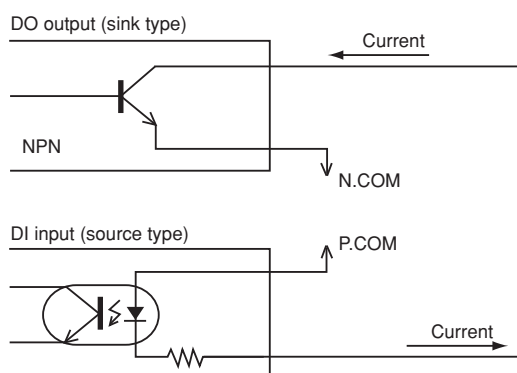 DO output (sink type)
Current
NPN
N.COM
DI input (source type)
P.COM
Current